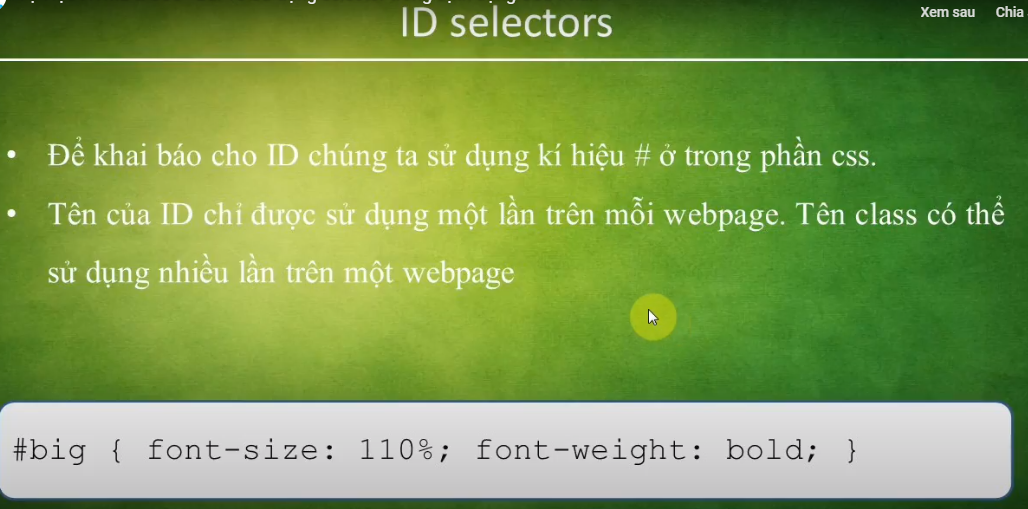 Xem sau Chia
ID selectors
• Để khai báo cho ID chúng ta sử dụng kí hiệu # ở trong phần css.
• Tên của ID chỉ được sử dụng một lần trên mỗi webpage. Tên class có thể
sử dụng nhiều lần trên một webpage
#big { font-size: 110%; font-weight: bold; }